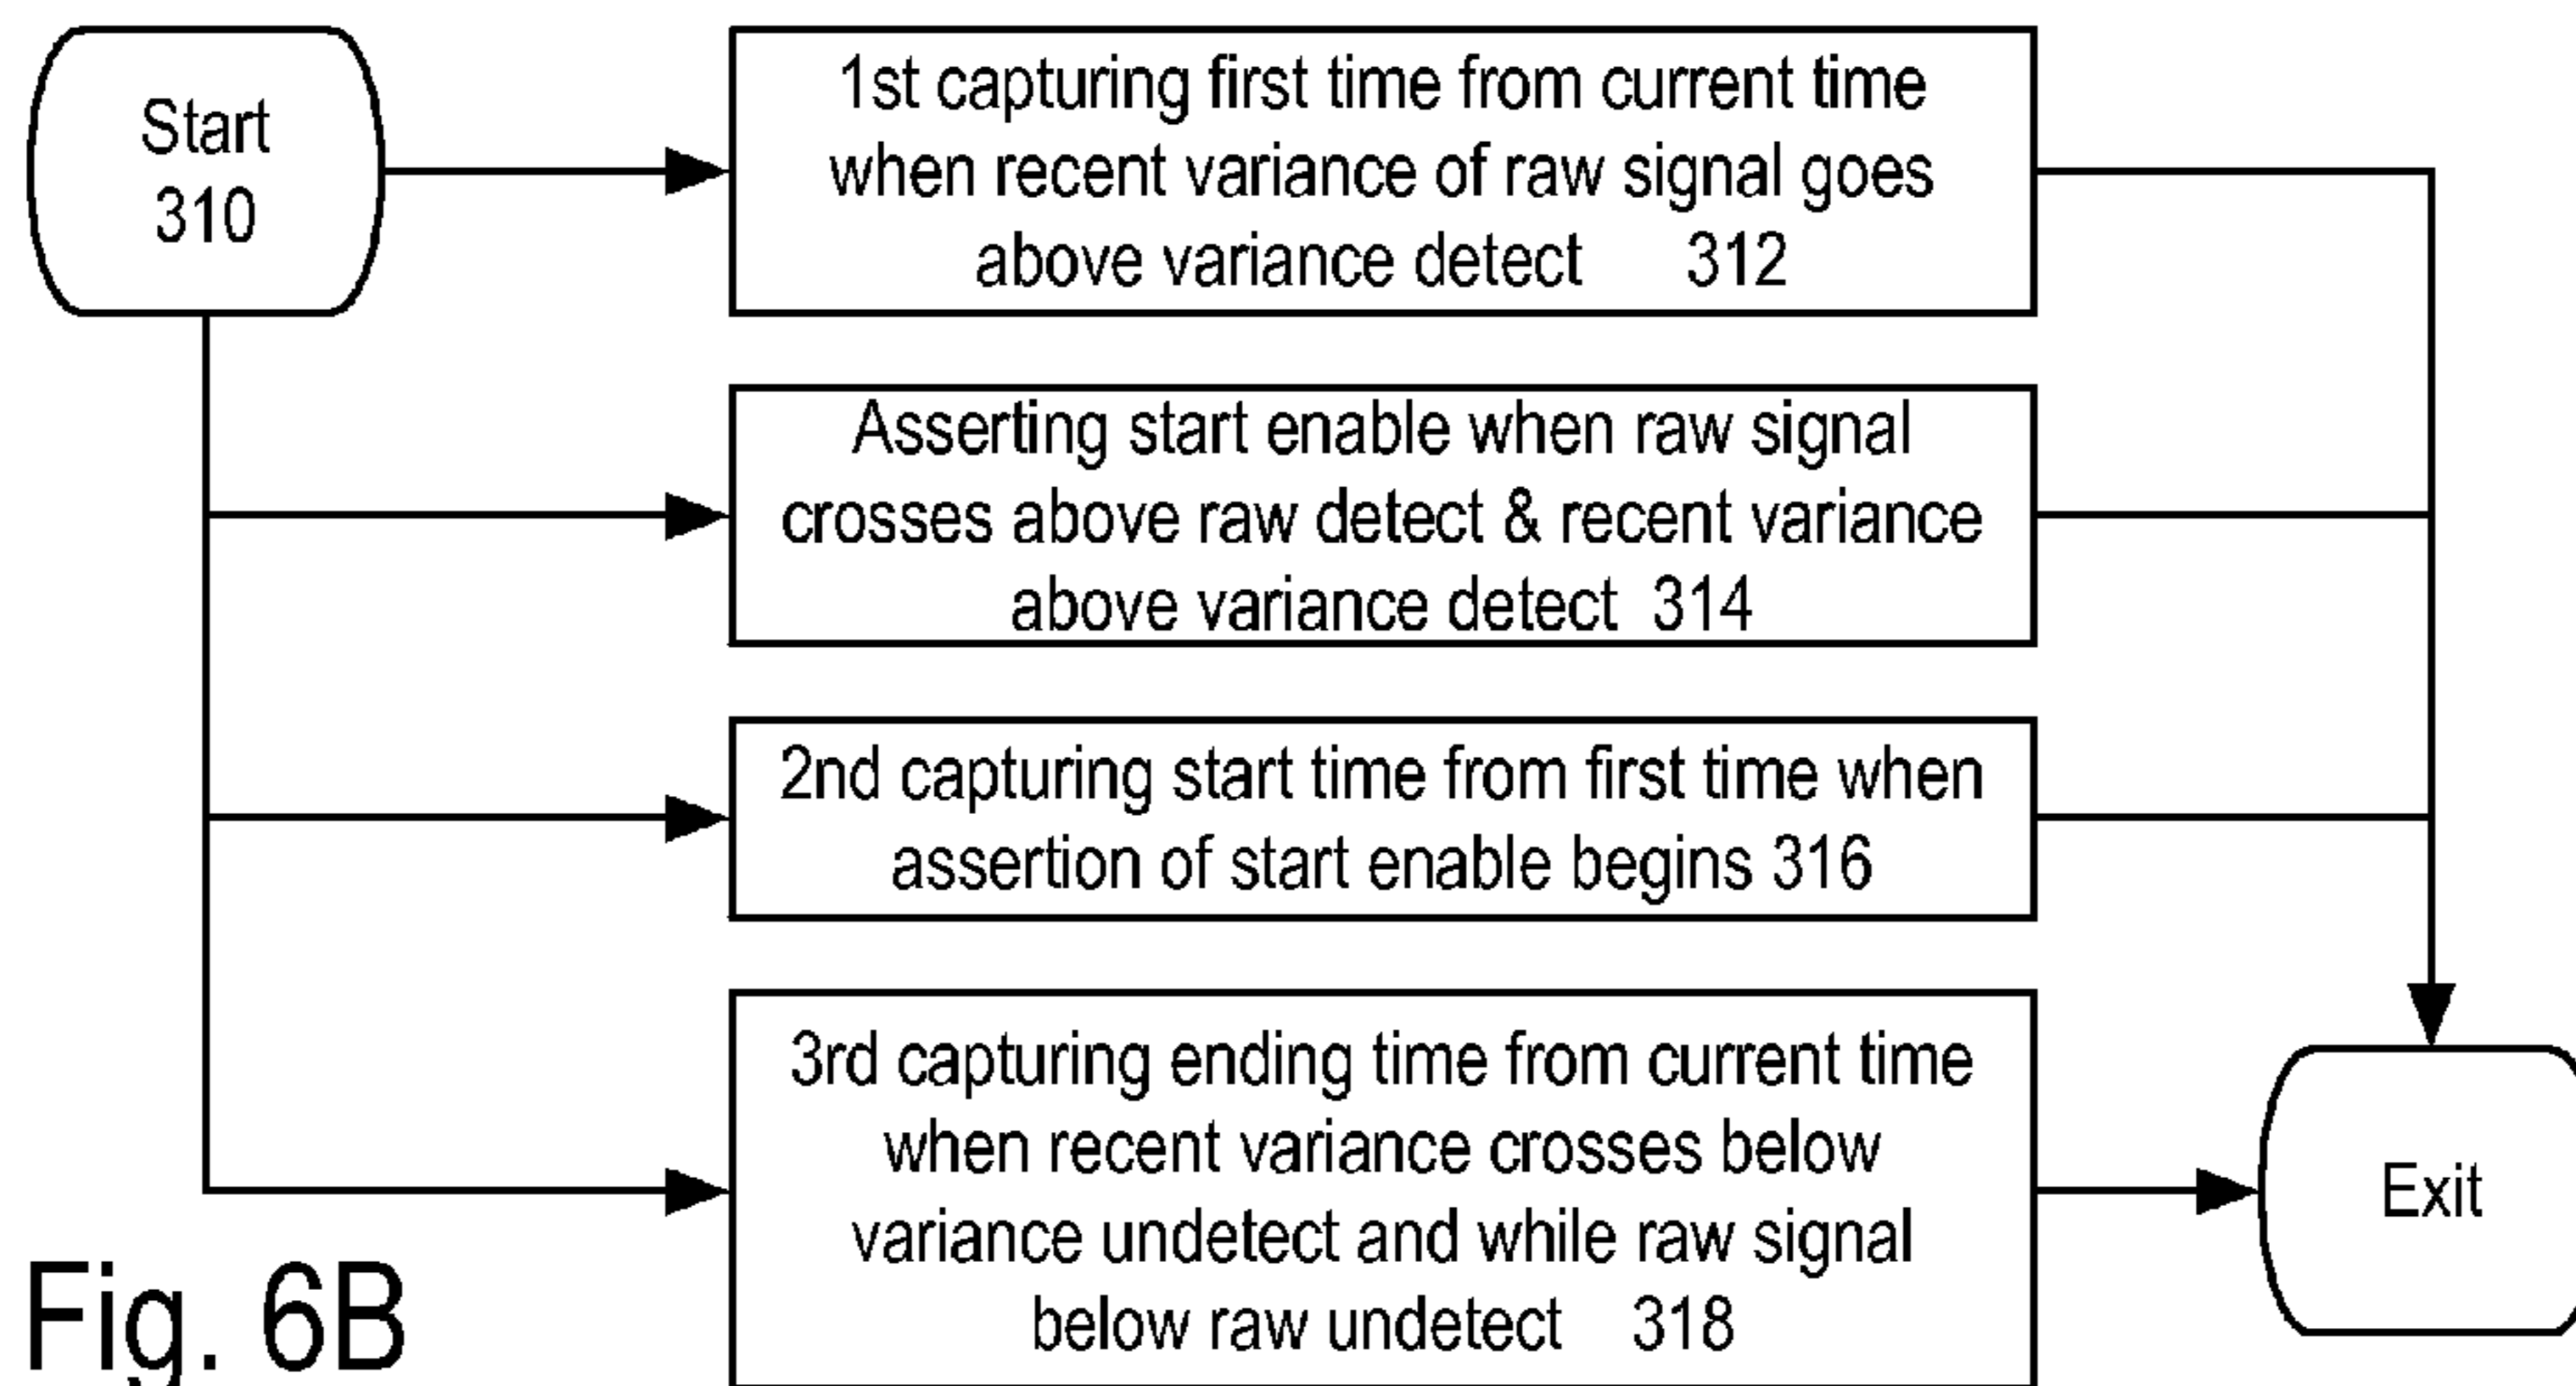 Start
310
1st capturing first time from current time
when recent variance of raw signal goes
above variance detect 312
Asserting start enable when raw signal
crosses above raw detect & recent variance
above variance detect 314
2nd capturing start time from first time when
assertion of start enable begins 316
3rd capturing ending time from current time
when recent variance crosses below
variance undetect and while raw signal
below raw undetect 318
Exit
Fig. 6B